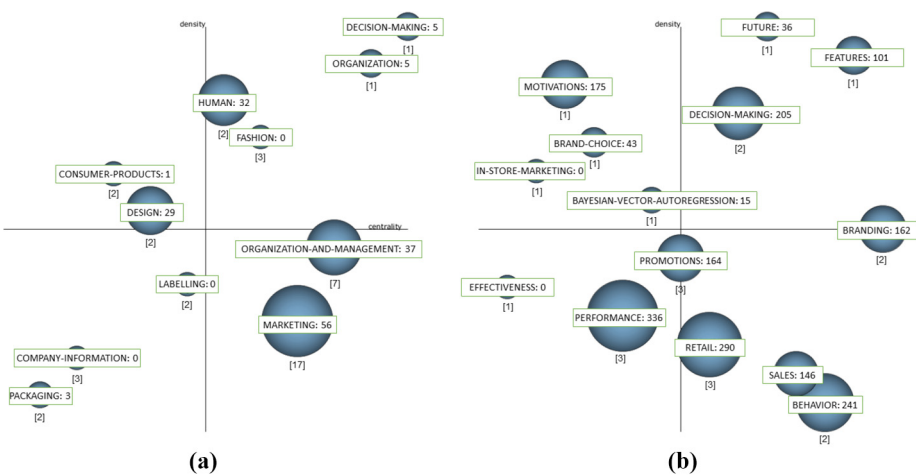 density
DECISION-MAKING: 5
[1]
ORGANIZATION: 5
[1]
HUMAN: 32
[2]
FASHION: 0
[3]
CONSUMER-PRODUCTS: 1
[2]
DESIGN: 29
[2]
centrality
ORGANIZATION-AND-MANAGEMENT: 37
[7]
LABELLING: 0
[2]
MARKETING: 56
[17]
COMPANY-INFORMATION: 0
[3]
PACKAGING: 3
[2]
(a)
density
FUTURE: 36
[1]
FEATURES: 101
[1]
MOTIVATIONS: 175
[1]
DECISION-MAKING: 205
[2]
BRAND-CHOICE: 43
[1]
IN-STORE-MARKETING: 0
[1]
BAYESIAN-VECTOR-AUTOREGRESSION: 15
[1]
BRANDING: 162
[2]
PROMOTIONS: 164
[3]
EFFECTIVENESS: 0
[1]
PERFORMANCE: 336
[3]
RETAIL: 290
[3]
SALES: 146
BEHAVIOR: 241
[2]
(b)